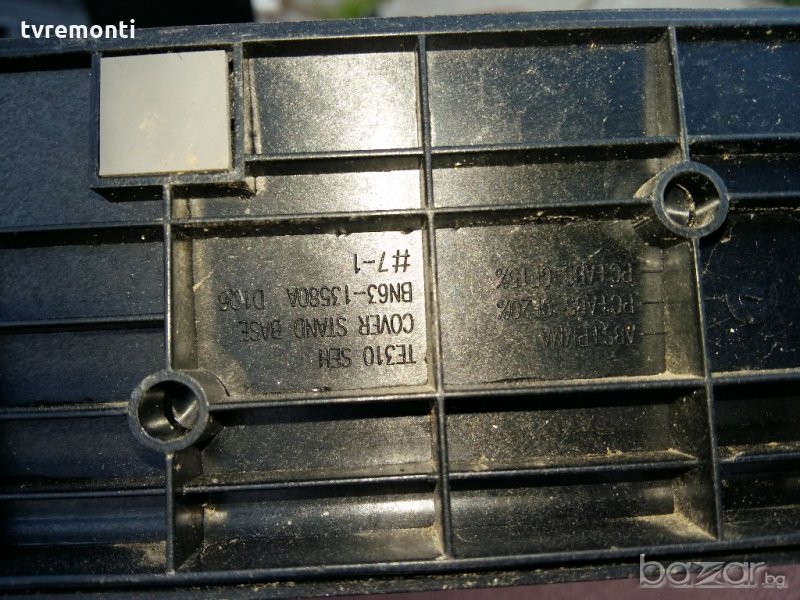 tvremonti
TE310 SEH
COVER STAND BASE
BN63-13580A D106
#7-1
ABS+PMMA
PC/ABS GF20%
PC/ABS GF15%
bazar.bg